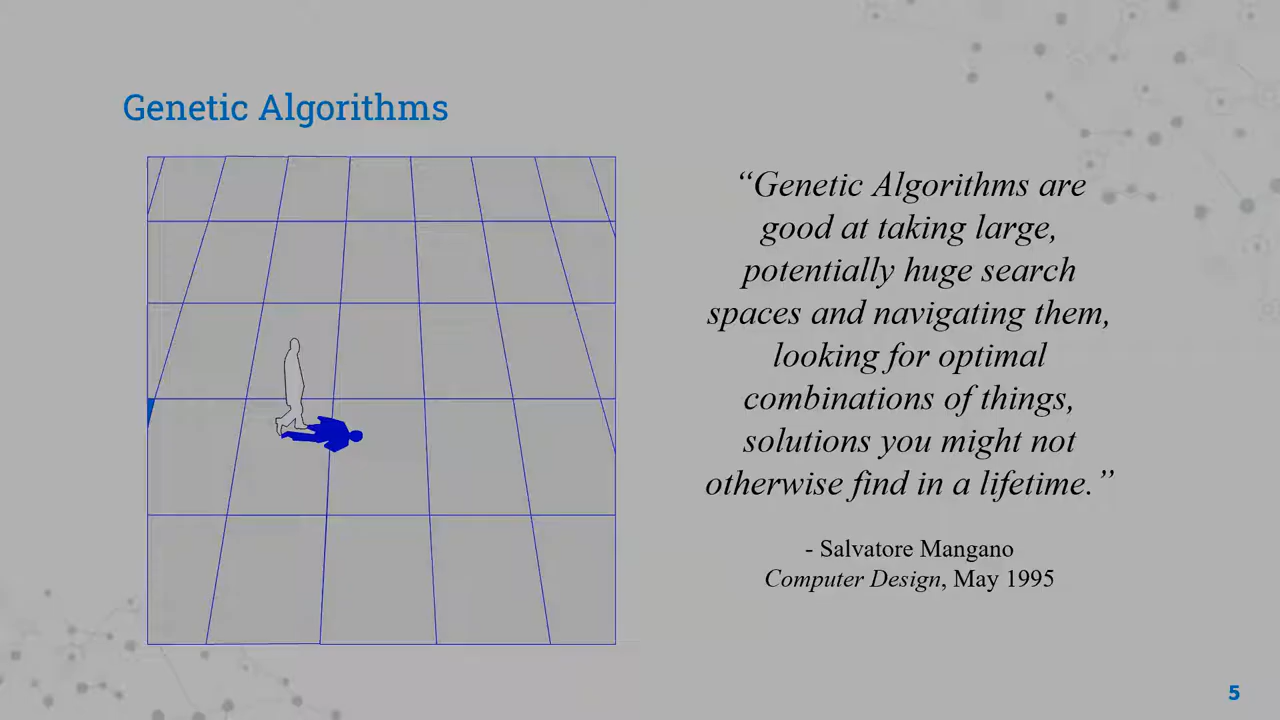 Genetic Algorithms
“Genetic Algorithms are
good at taking large,
potentially huge search
spaces and navigating them,
looking for optimal
combinations of things,
solutions you might not
otherwise find in a lifetime.”
- Salvatore Mangano
Computer Design, May 1995
5